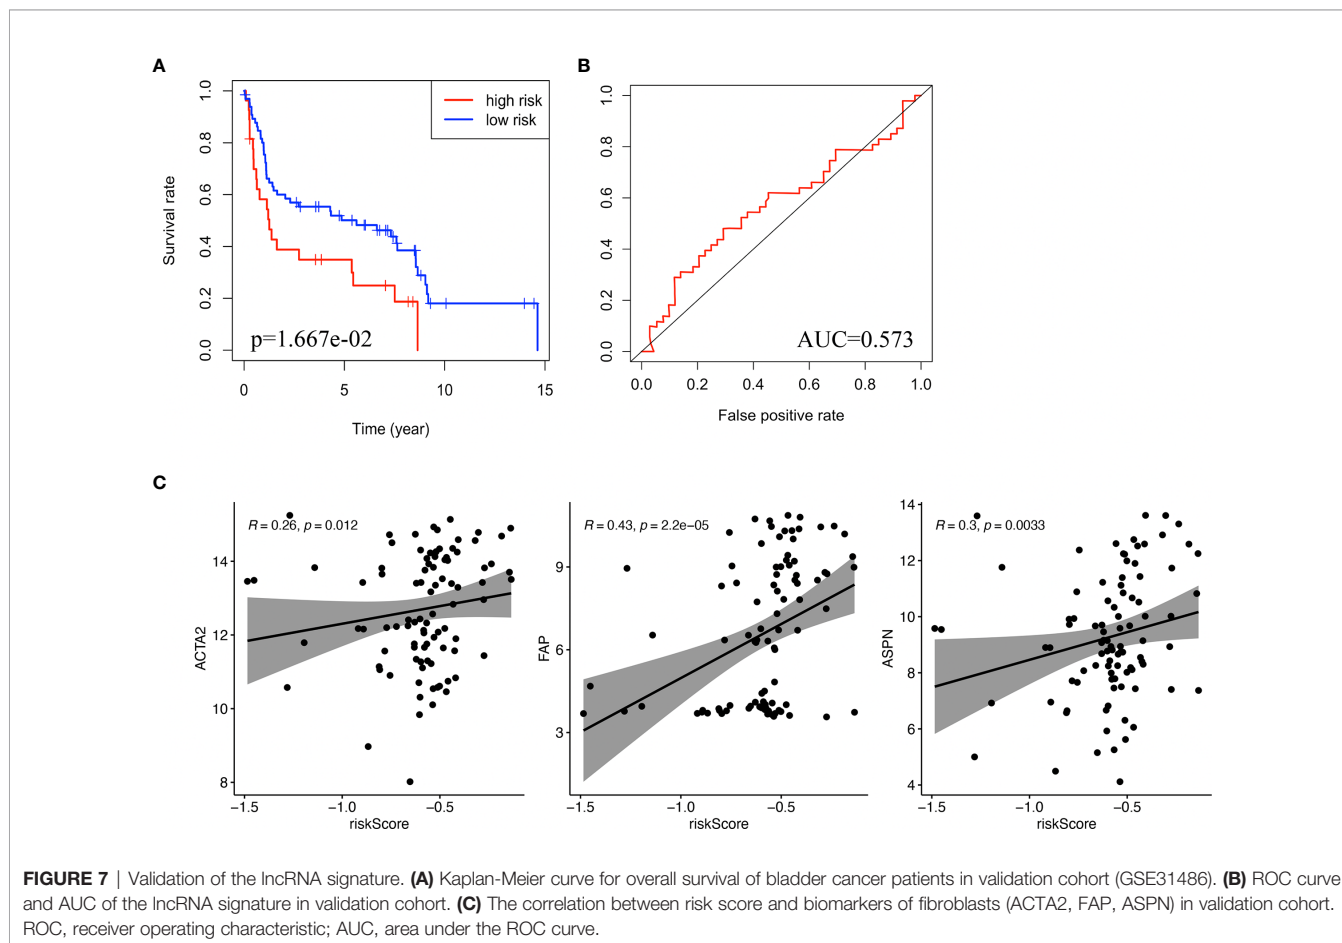 A
B
1.0
0.8
0.6
0.4
0.2
0.0
Survival rate
high risk
low risk
p=1.667e-02
0
5
10
15
Time (year)
1.0
0.8
0.6
0.4
0.2
0.0
AUC=0.573
0.0
0.2
0.4
0.6
0.8
1.0
False positive rate
C
R = 0.26, p = 0.012
14
12
10
8
ACTA2
−1.5
−1.0
−0.5
riskScore
R = 0.43, p = 2.2e−05
9
6
3
FAP
−1.5
−1.0
−0.5
riskScore
R = 0.3, p = 0.0033
14
12
10
8
6
4
ASPN
−1.5
−1.0
−0.5
riskScore
FIGURE 7 | Validation of the lncRNA signature. (A) Kaplan-Meier curve for overall survival of bladder cancer patients in validation cohort (GSE31486). (B) ROC curve
and AUC of the lncRNA signature in validation cohort. (C) The correlation between risk score and biomarkers of fibroblasts (ACTA2, FAP, ASPN) in validation cohort.
ROC, receiver operating characteristic; AUC, area under the ROC curve.